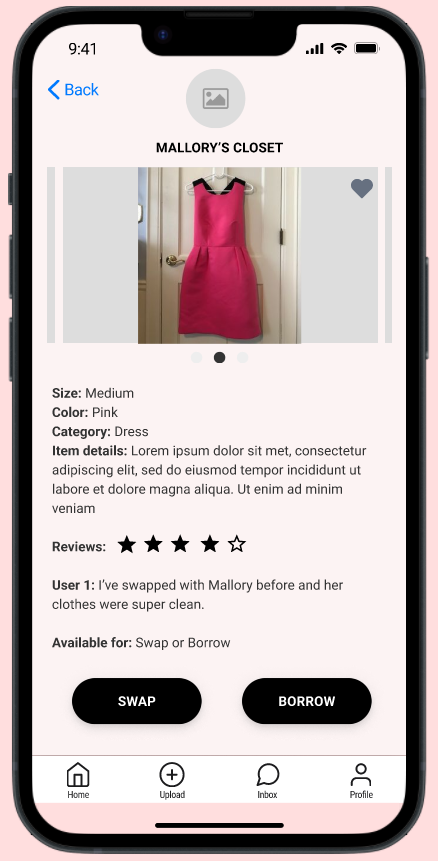 9:41
Back
MALLORY'S CLOSET
Size: Medium
Color: Pink
Category: Dress
Item details: Lorem ipsum dolor sit met, consectetur
adipiscing elit, sed do eiusmod tempor incididunt ut
labore et dolore magna aliqua. Ut enim ad minim
veniam
Reviews:
User 1: I've swapped with Mallory before and her
clothes were super clean.
Available for: Swap or Borrow
SWAP BORROW
Home Upload Inbox Profile